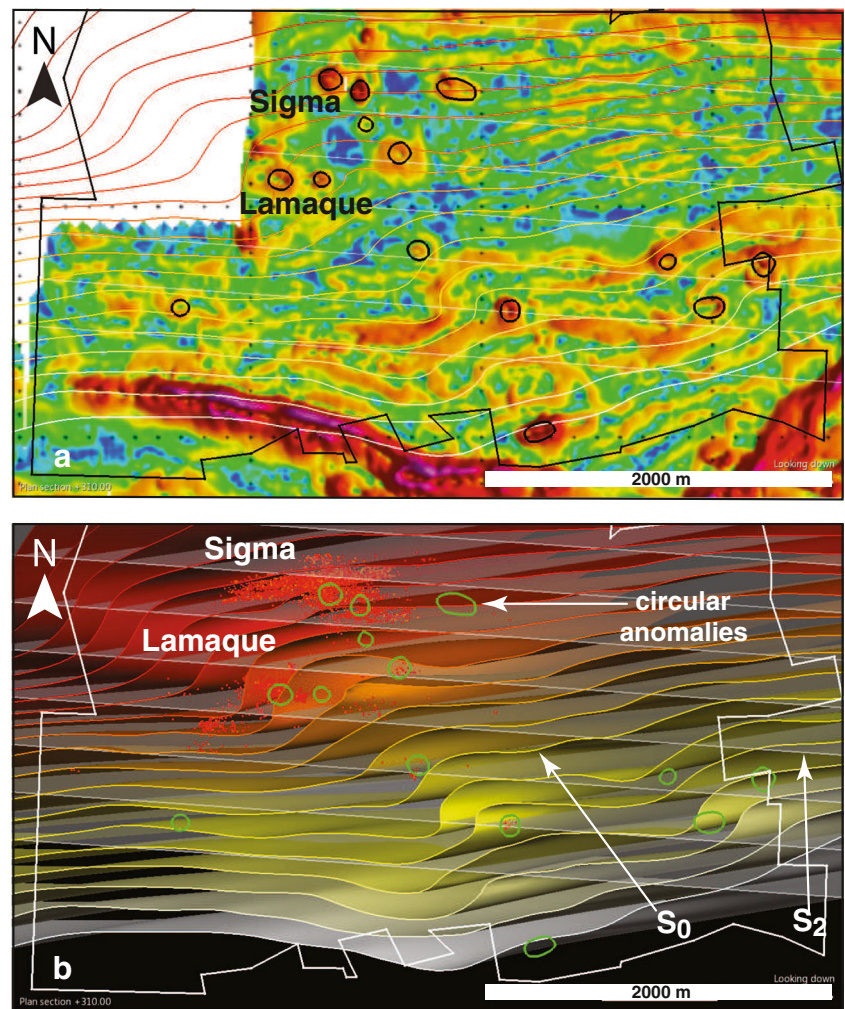 N
Sigma
Lamaque
a
Looking down
Plan section +310.00
2000 m
N
Sigma
Lamaque
circular
anomalies
S0
S2
b
Looking down
Plan section +310.00
2000 m